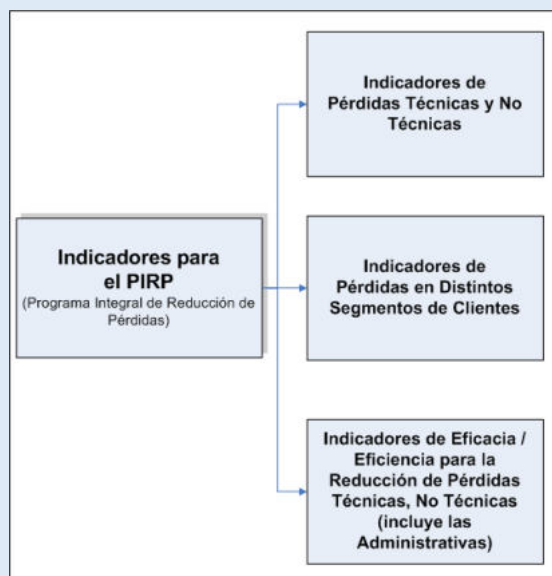 Indicadores de
Pérdidas Técnicas y No
Técnicas
Indicadores para
el PIRP
(Programa Integral de Reducción de
Pérdidas)
Indicadores de
Pérdidas en Distintos
Segmentos de Clientes
Indicadores de Eficacia /
Eficiencia para la
Reducción de Pérdidas
Técnicas, No Técnicas
(incluye las
Administrativas)